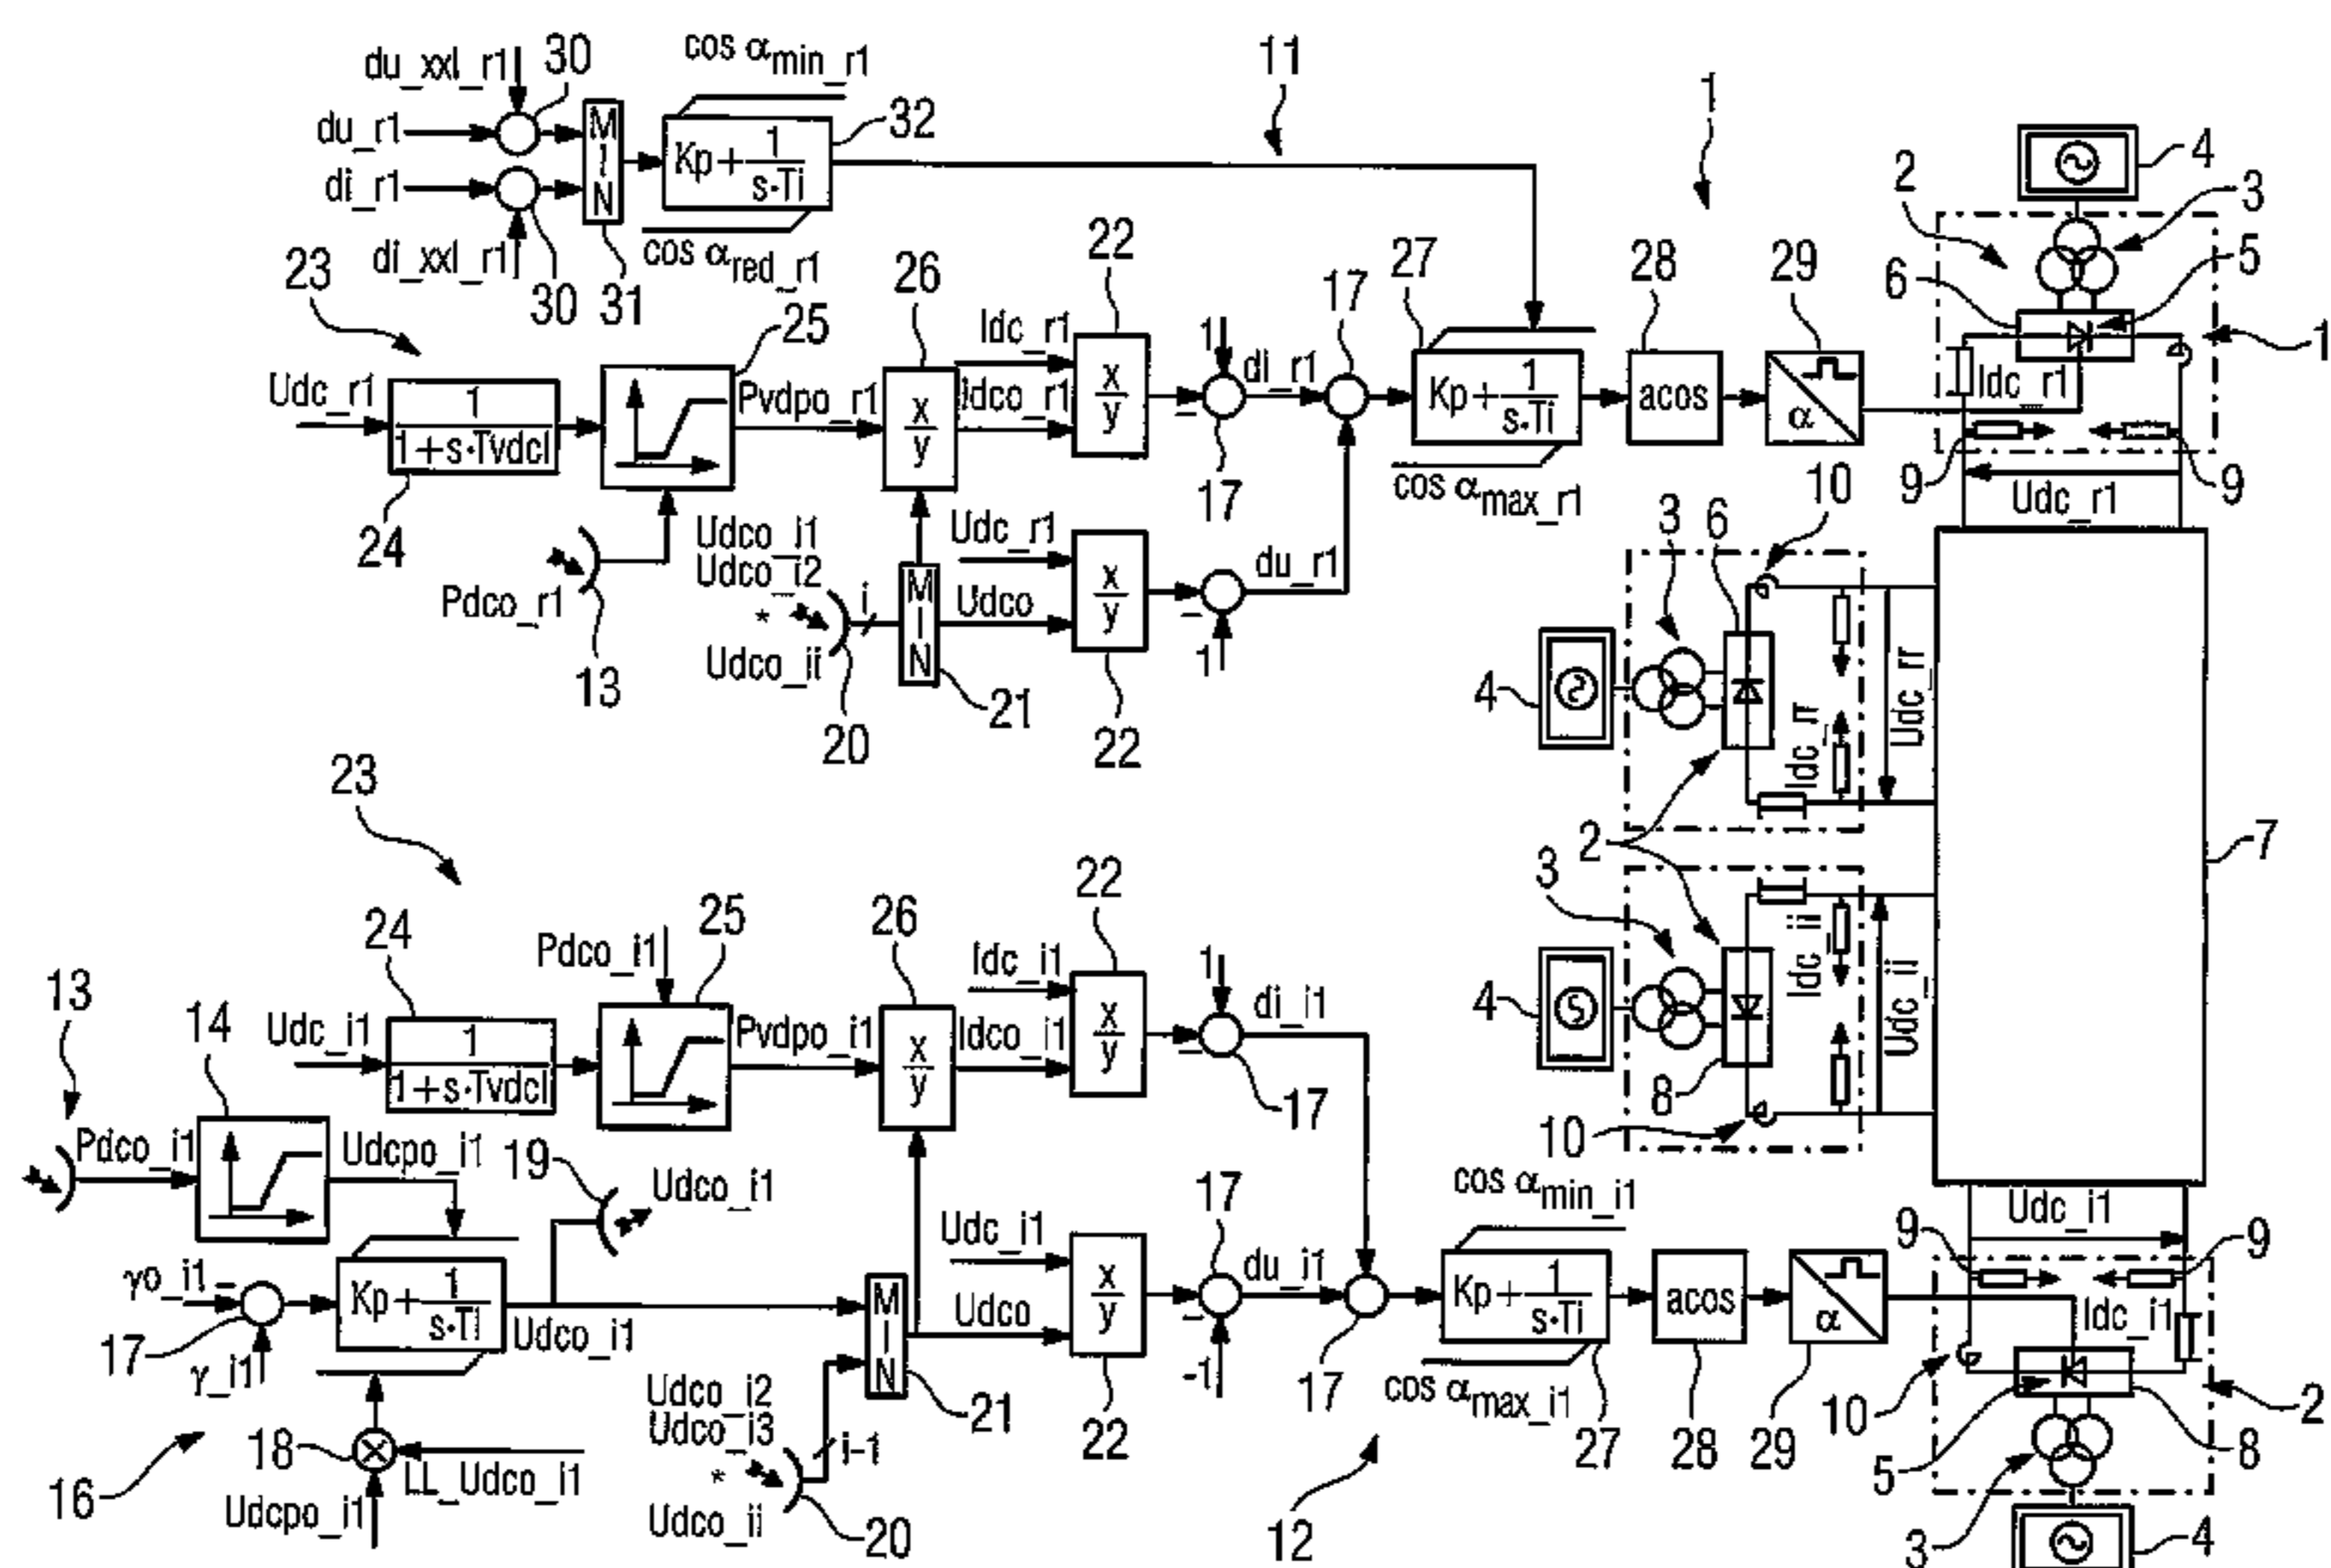 du_xxl_r1
30
cos αmin_r1
11
1
du_r1
M
I
N
Kp+ 1 s·Ti
32
4
di_r1
2
3
di_xxl_r1
30
31
cos αred_r1
23
26
22
27
28
29
6
5
25
Idc_r1
1
di_r1
17
Udc_r1
1
1+s·Tvdcl
Pvdpo_r1
x
y
Idco_r1
x
y
Kp+ 1 s·Ti
acos
α
Idc_r1
1
24
17
cos αmax_r1
10
9
Udc_r1
9
Pdco_r1
13
Udco_i1
Udco_i2
*
Udco_ii
i
M
I
N
Udc_r1
Udco
x
y
du_r1
1
3
6
20
21
22
4
Idc_rr
Udc_rr
2
7
23
24
25
26
22
3
Pdco_i1
Idc_i1
1
di_i1
Idc_ii
Udc_ii
13
14
Udc_i1
1
1+s·Tvdcl
Pvdpo_i1
x
y
Idco_i1
x
y
17
4
8
10
Pdco_i1
Udcpo_i1
19
Udco_i1
17
cos αmin_i1
Udc_i1
9
9
γo_i1
Kp+ 1 s·Ti
Udc_i1
Udco
x
y
du_i1
Kp+ 1 s·Ti
acos
α
Idc_i1
17
γ_i1
Udco_i1
M
I
N
-1
17
cos αmax_i1
10
2
Udco_i2
Udco_i3
*
Udco_ii
i-1
21
22
27
28
29
5
8
16
18
LL_Udco_i1
Udcpo_i1
20
12
3
4